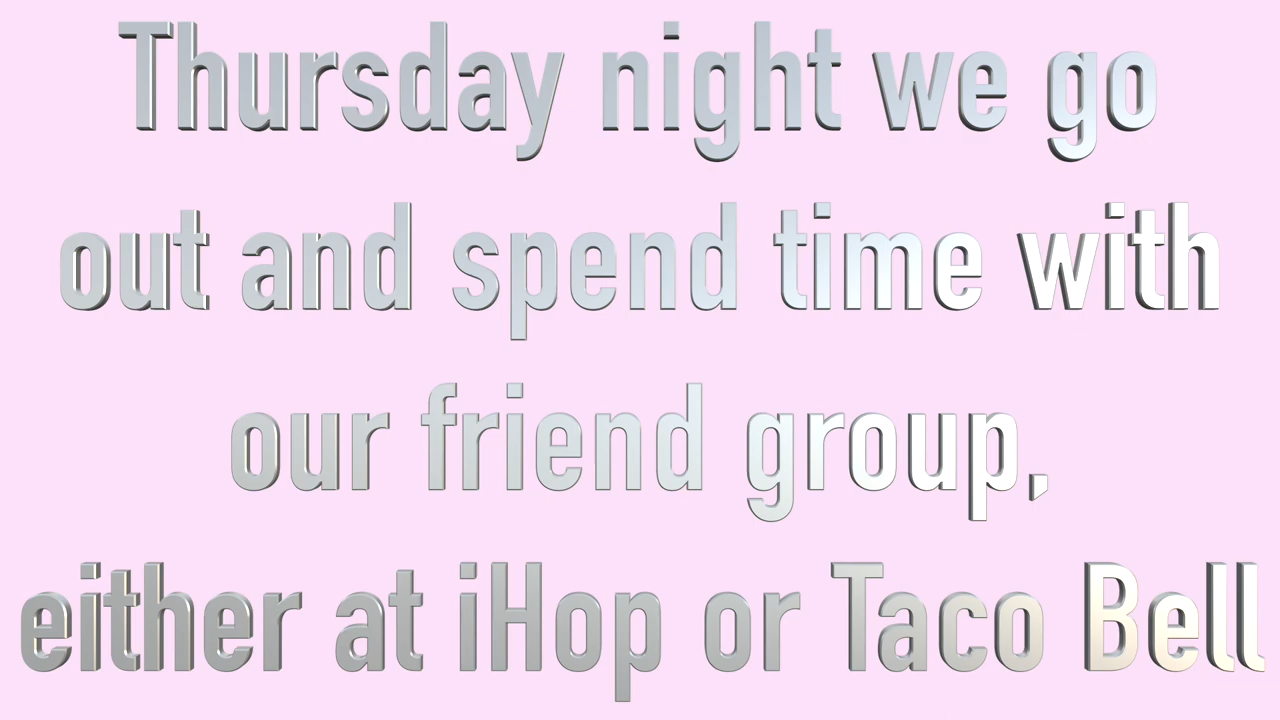 Thursday night we go
out and spend time with
our friend group,
either at iHop or Taco Bell